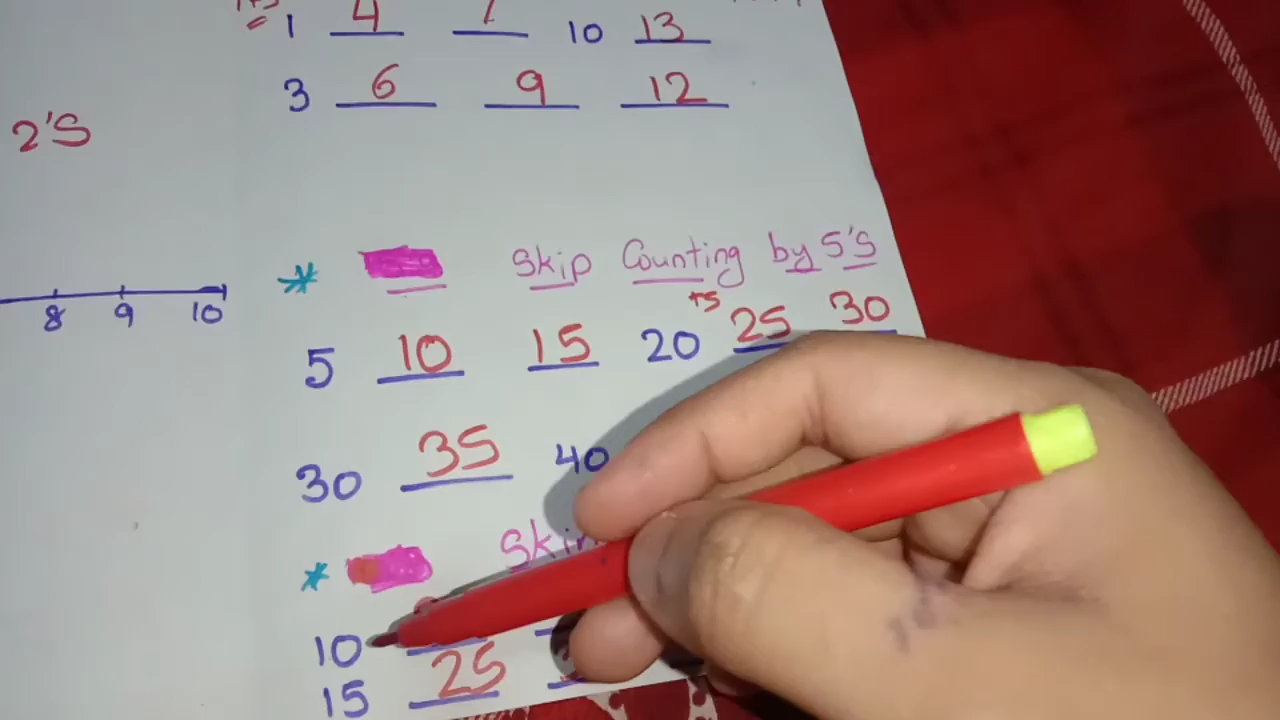 1 4 7 10 13
3 6 9 12
2'S
* Skip Counting by 5'S
8 9 10
+5
5 10 15 20 25 30
30 35 40
* Skip
10
15 25